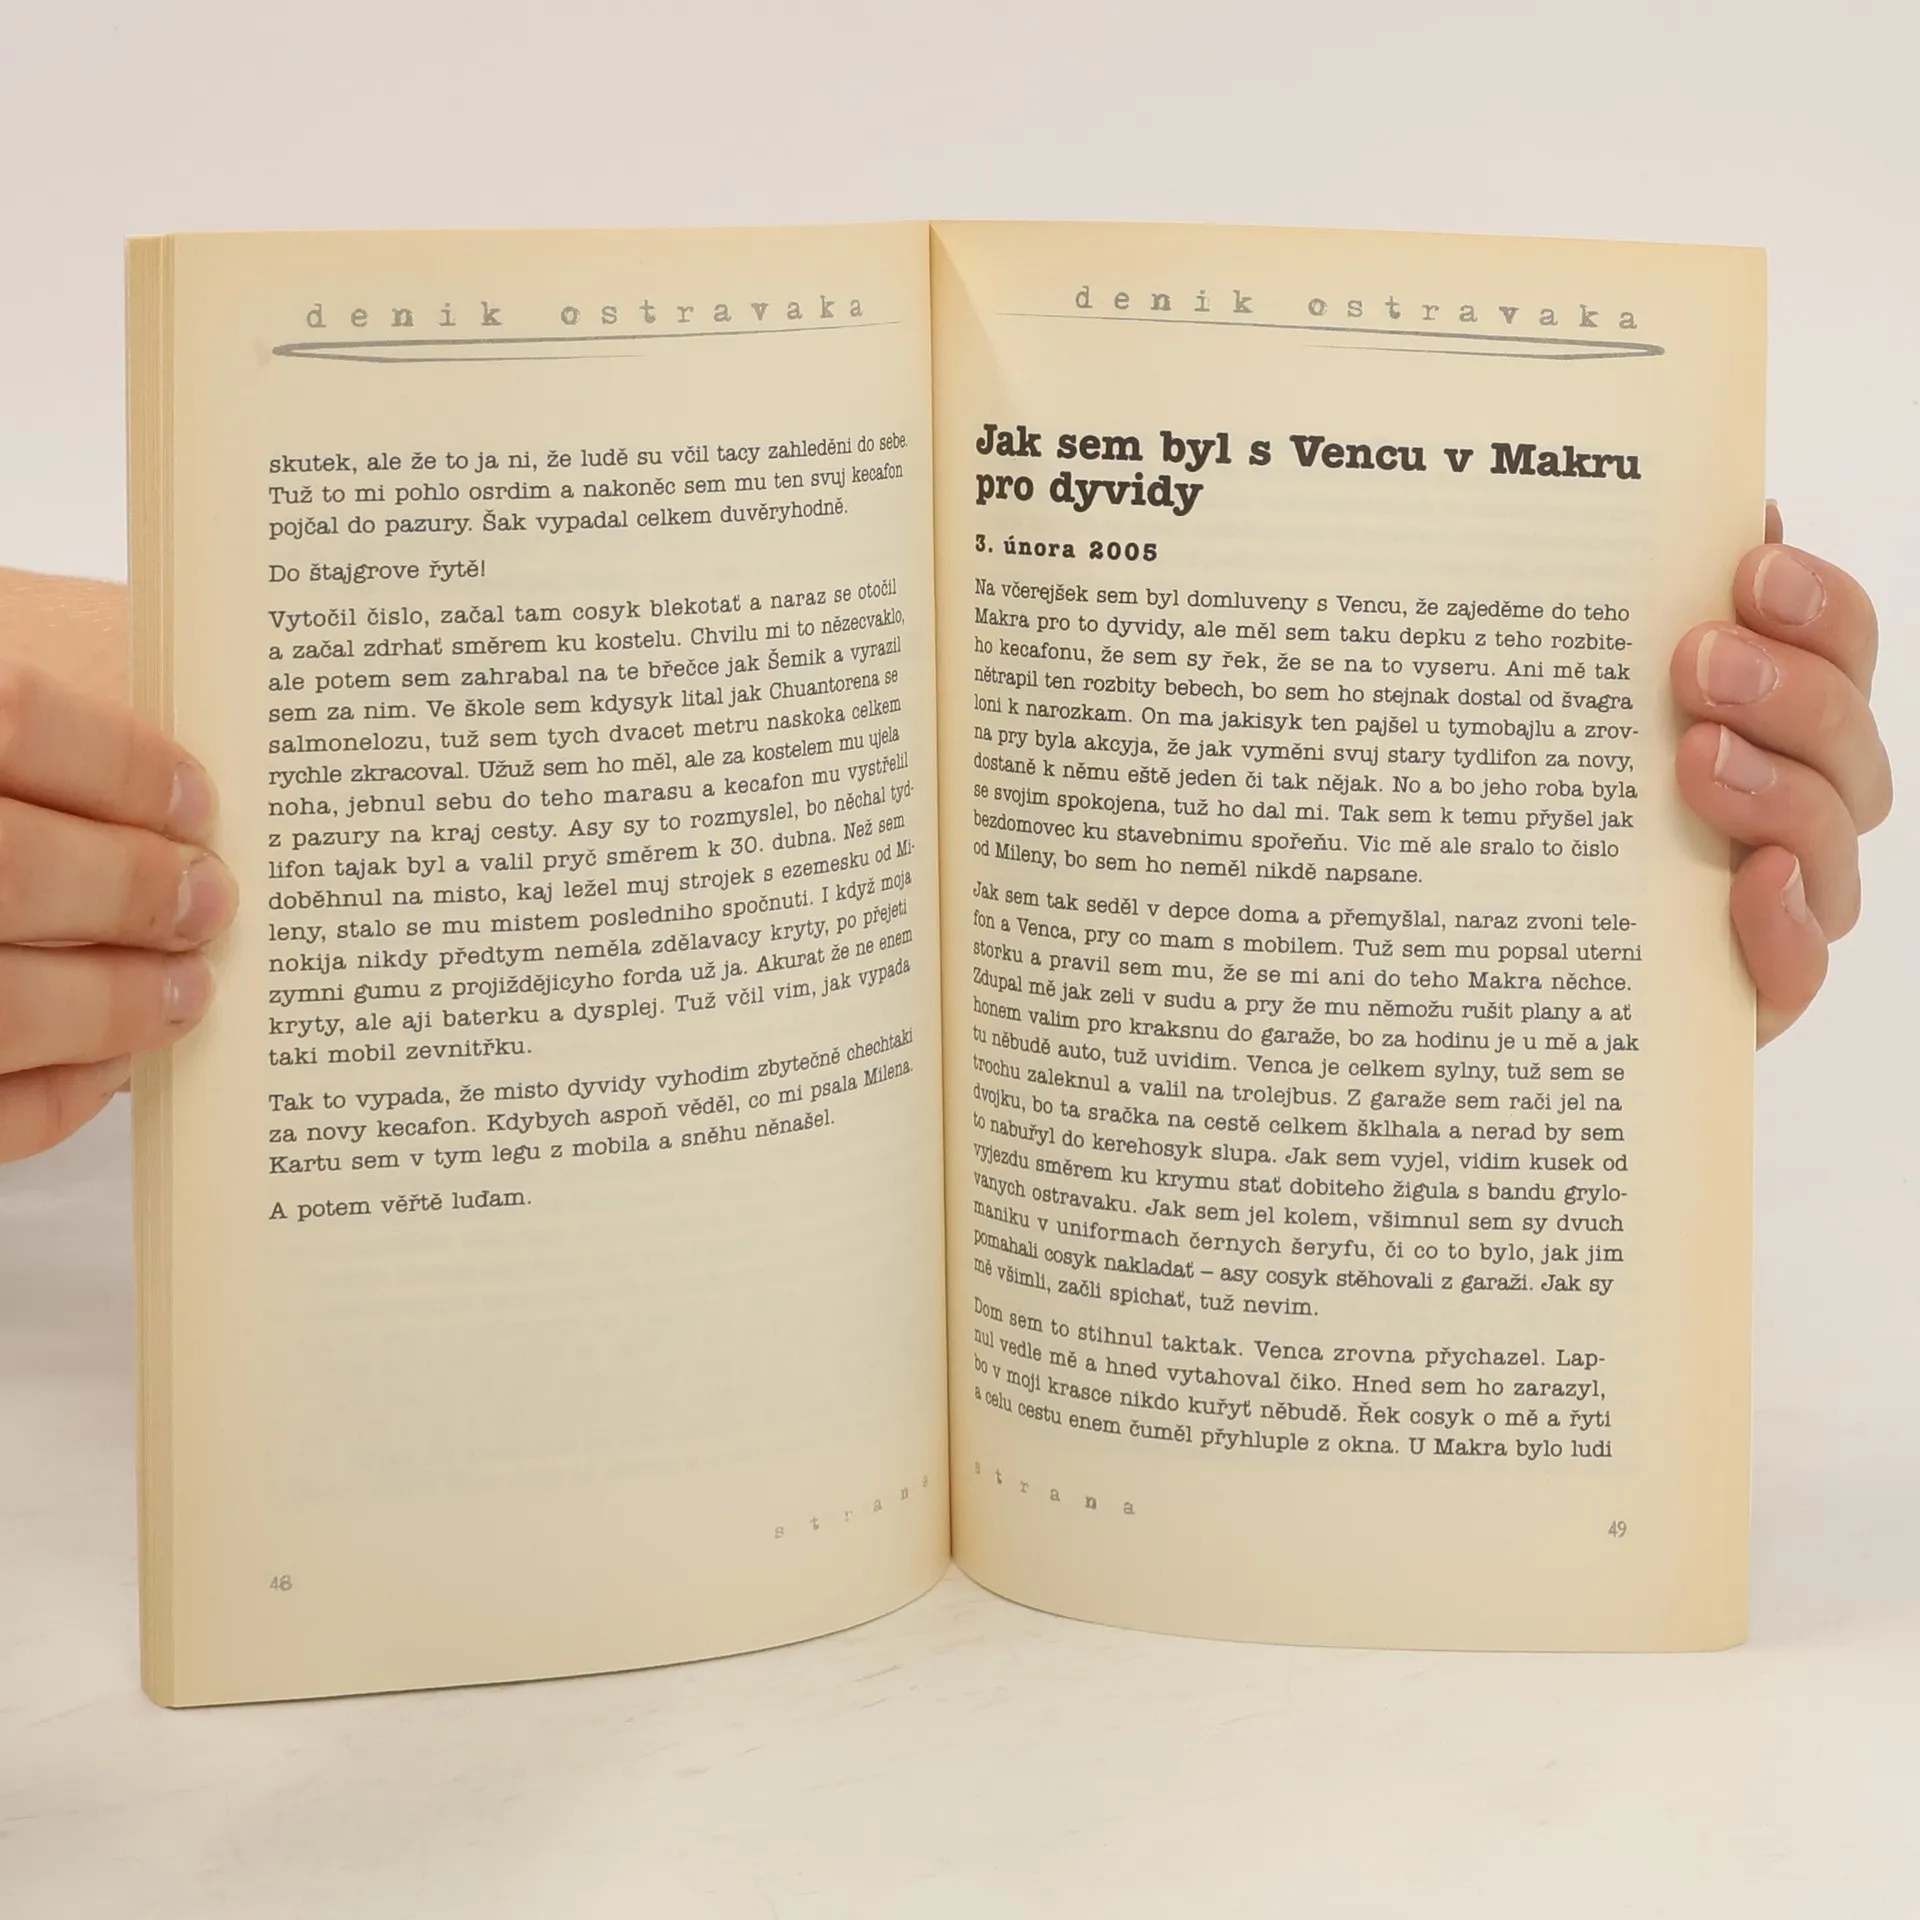 denik ostravaka
skutek, ale že to ja ni, že ludě su včil tacy zahleděni do sebe.
Tuž to mi pohlo osrdim a nakoněc sem mu ten svuj kecafon
pojčal do pazury. Šak vypadal celkem duvěryhodně.
Do štajgrove řytě!
Vytočil čislo, začal tam cosyk blekotať a naraz se otočil
a začal zdrhať směrem ku kostelu. Chvilu mi to nězecvaklo,
ale potem sem zahrabal na te břečce jak Šemik a vyrazil
sem za nim. Ve škole sem kdysyk lital jak Chuantorena se
salmonelozu, tuž sem tych dvacet metru naskoka celkem
rychle zkracoval. Užuž sem ho měl, ale za kostelem mu ujela
noha, jebnul sebu do teho marasu a kecafon mu vystřelil
z pazury na kraj cesty. Asy sy to rozmyslel, bo něchal tyd-
lifon tajak byl a valil pryč směrem k 30. dubna. Než sem
doběhnul na misto, kaj ležel muj strojek s ezemesku od Mi-
leny, stalo se mu mistem posledniho spočnuti. I když moja
nokija nikdy předtym neměla zdělavacy kryty, po přejeti
zymni gumu z projiždějicyho forda už ja. Akurat že ne enem
kryty, ale aji baterku a dysplej. Tuž včil vim, jak vypada
taki mobil zevnitřku.
Tak to vypada, že misto dyvidy vyhodim zbytečně chechtaki
za novy kecafon. Kdybych aspoň věděl, co mi psala Milena.
Kartu sem v tym legu z mobila a sněhu něnašel.
A potem věřtě luďam.
strana
48
denik ostravaka
Jak sem byl s Vencu v Makru
pro dyvidy
3. února 2005
Na včerejšek sem byl domluveny s Vencu, že zajeděme do teho
Makra pro to dyvidy, ale měl sem taku depku z teho rozbite-
ho kecafonu, že sem sy řek, že se na to vyseru. Ani mě tak
nětrapil ten rozbity bebech, bo sem ho stejnak dostal od švagra
loni k narozkam. On ma jakisyk ten pajšel u tymobajlu a zrov-
na pry byla akcyja, že jak vyměni svuj stary tydlifon za novy,
dostaně k němu eště jeden či tak nějak. No a bo jeho roba byla
se svojim spokojena, tuž ho dal mi. Tak sem k temu přyšel jak
bezdomovec ku stavebnimu spořeňu. Vic mě ale sralo to čislo
od Mileny, bo sem ho neměl nikdě napsane.
Jak sem tak seděl v depce doma a přemyšlal, naraz zvoni tele-
fon a Venca, pry co mam s mobilem. Tuž sem mu popsal uterni
storku a pravil sem mu, že se mi ani do teho Makra něchce.
Zdupal mě jak zeli v sudu a pry že mu němožu rušit plany a ať
honem valim pro kraksnu do garaže, bo za hodinu je u mě a jak
tu něbudě auto, tuž uvidim. Venca je celkem sylny, tuž sem se
trochu zaleknul a valil na trolejbus. Z garaže sem rači jel na
dvojku, bo ta sračka na cestě celkem šklhala a nerad by sem
to nabuřyl do kerehosyk slupa. Jak sem vyjel, vidim kusek od
vyjezdu směrem ku krymu stať dobiteho žigula s bandu grylo-
vanych ostravaku. Jak sem jel kolem, všimnul sem sy dvuch
maniku v uniformach černych šeryfu, či co to bylo, jak jim
pomahali cosyk nakladať – asy cosyk stěhovali z garaži. Jak sy
mě všimli, začli spichať, tuž nevim.
Dom sem to stihnul taktak. Venca zrovna přychazel. Lap-
nul vedle mě a hned vytahoval čiko. Hned sem ho zarazyl,
bo v moji krasce nikdo kuřyť něbudě. Řek cosyk o mě a řyti
a celu cestu enem čuměl přyhluple z okna. U Makra bylo ludi
strana
49